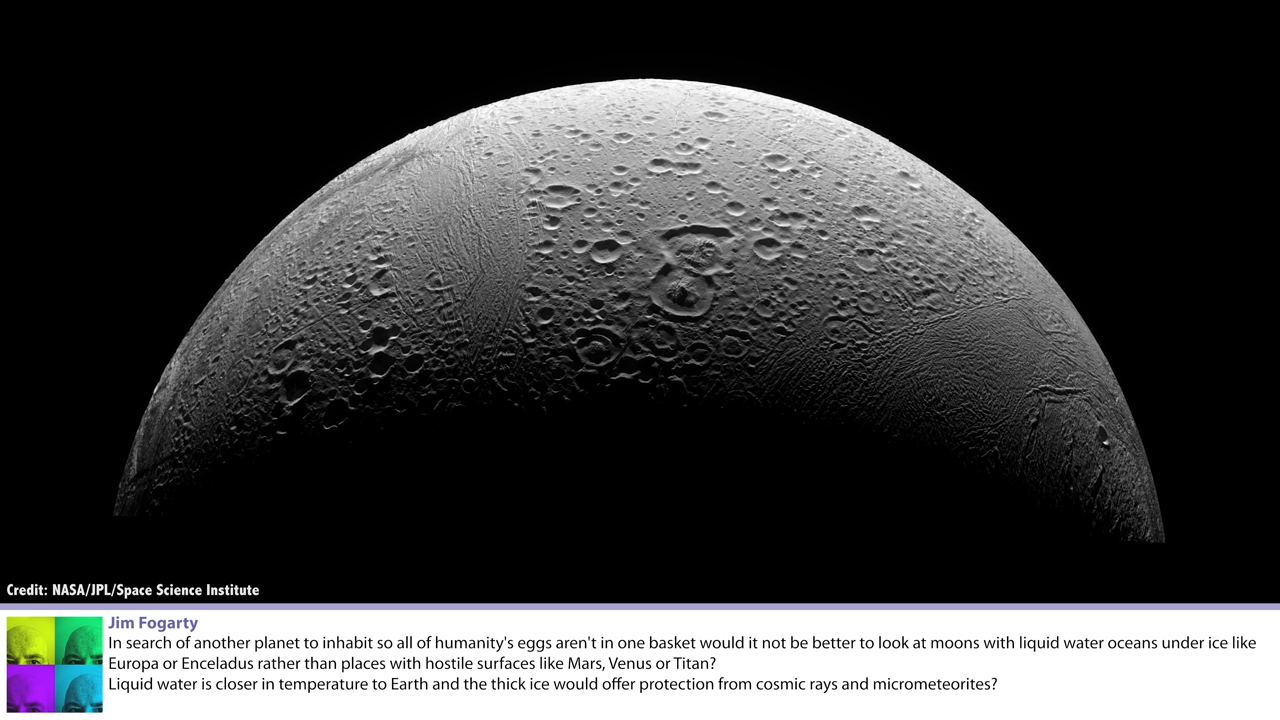 Credit: NASA/JPL/Space Science Institute
Jim Fogarty
In search of another planet to inhabit so all of humanity's eggs aren't in one basket would it not be better to look at moons with liquid water oceans under ice like
Europa or Enceladus rather than places with hostile surfaces like Mars, Venus or Titan?
Liquid water is closer in temperature to Earth and the thick ice would offer protection from cosmic rays and micrometeorites?